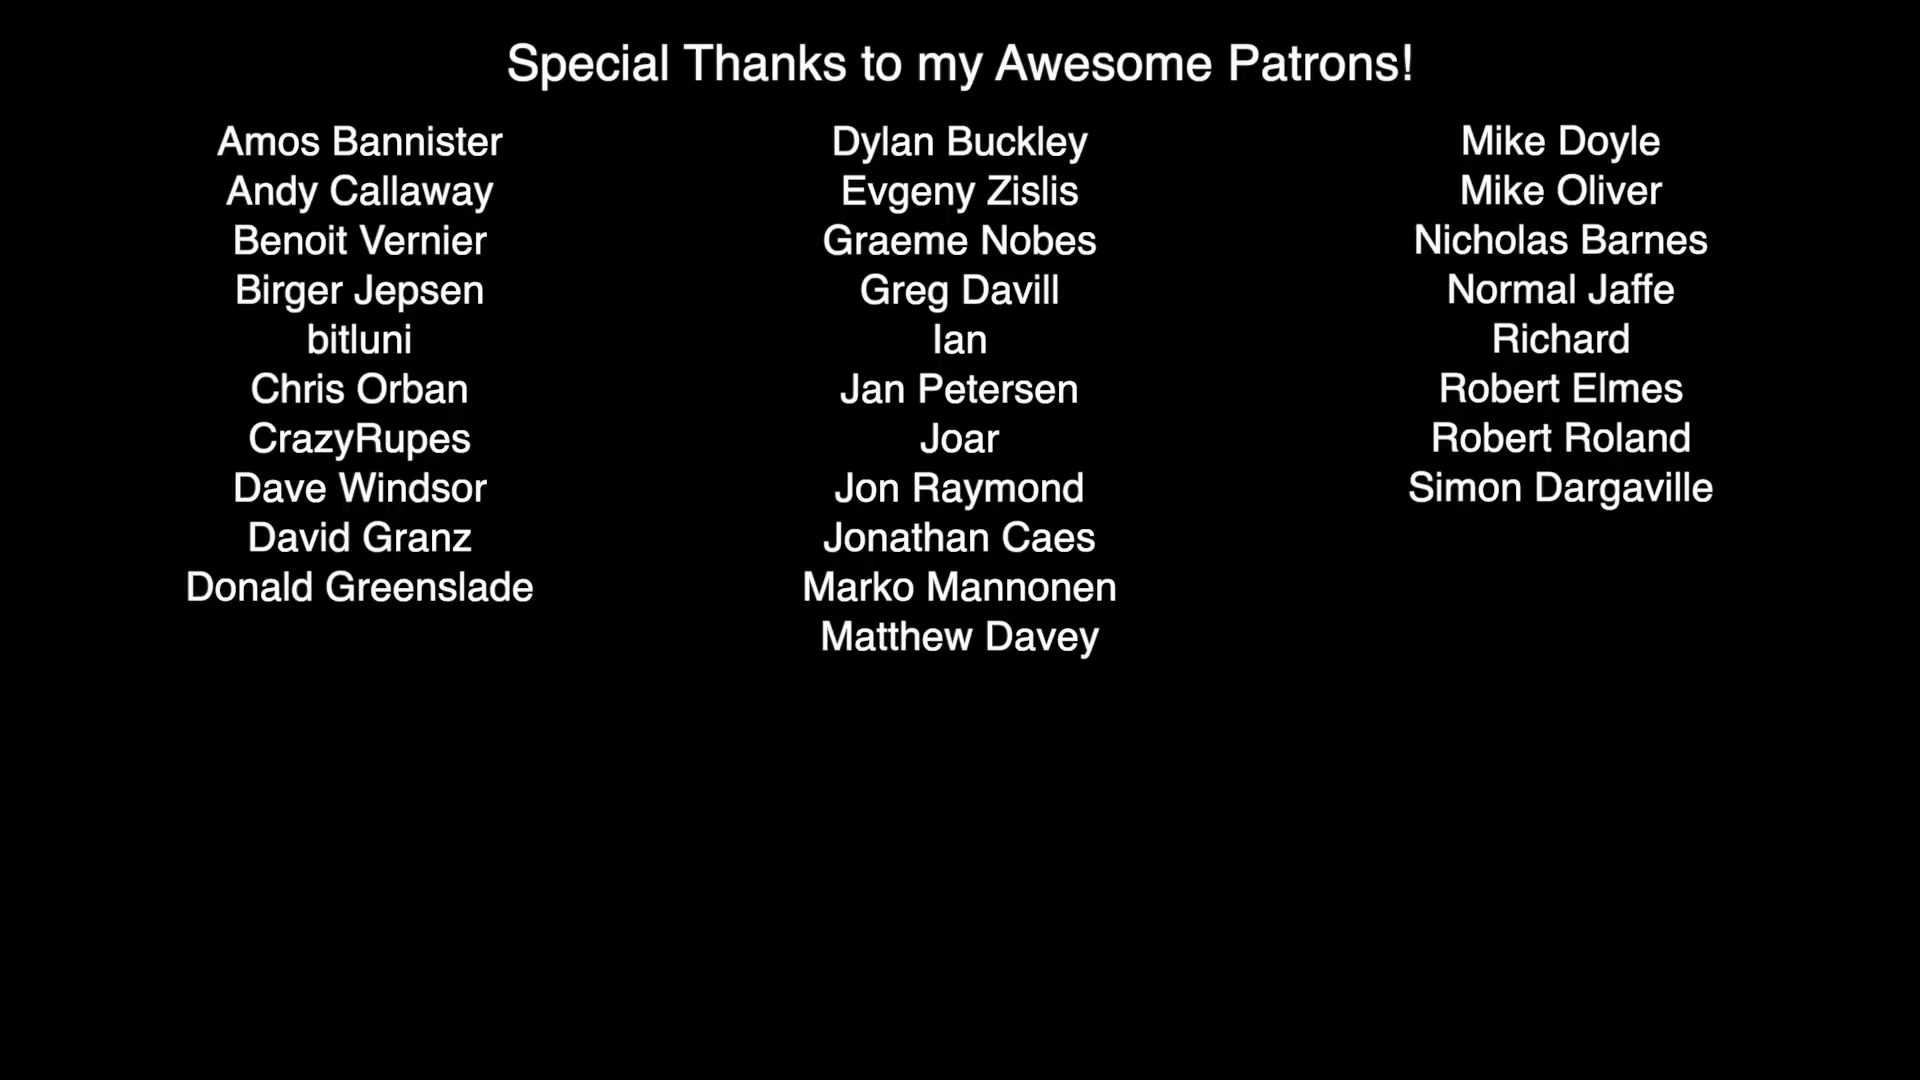 Special Thanks to my Awesome Patrons!
Amos Bannister
Andy Callaway
Benoit Vernier
Birger Jepsen
bitluni
Chris Orban
CrazyRupes
Dave Windsor
David Granz
Donald Greenslade
Dylan Buckley
Evgeny Zislis
Graeme Nobes
Greg Davill
Ian
Jan Petersen
Joar
Jon Raymond
Jonathan Caes
Marko Mannonen
Matthew Davey
Mike Doyle
Mike Oliver
Nicholas Barnes
Normal Jaffe
Richard
Robert Elmes
Robert Roland
Simon Dargaville